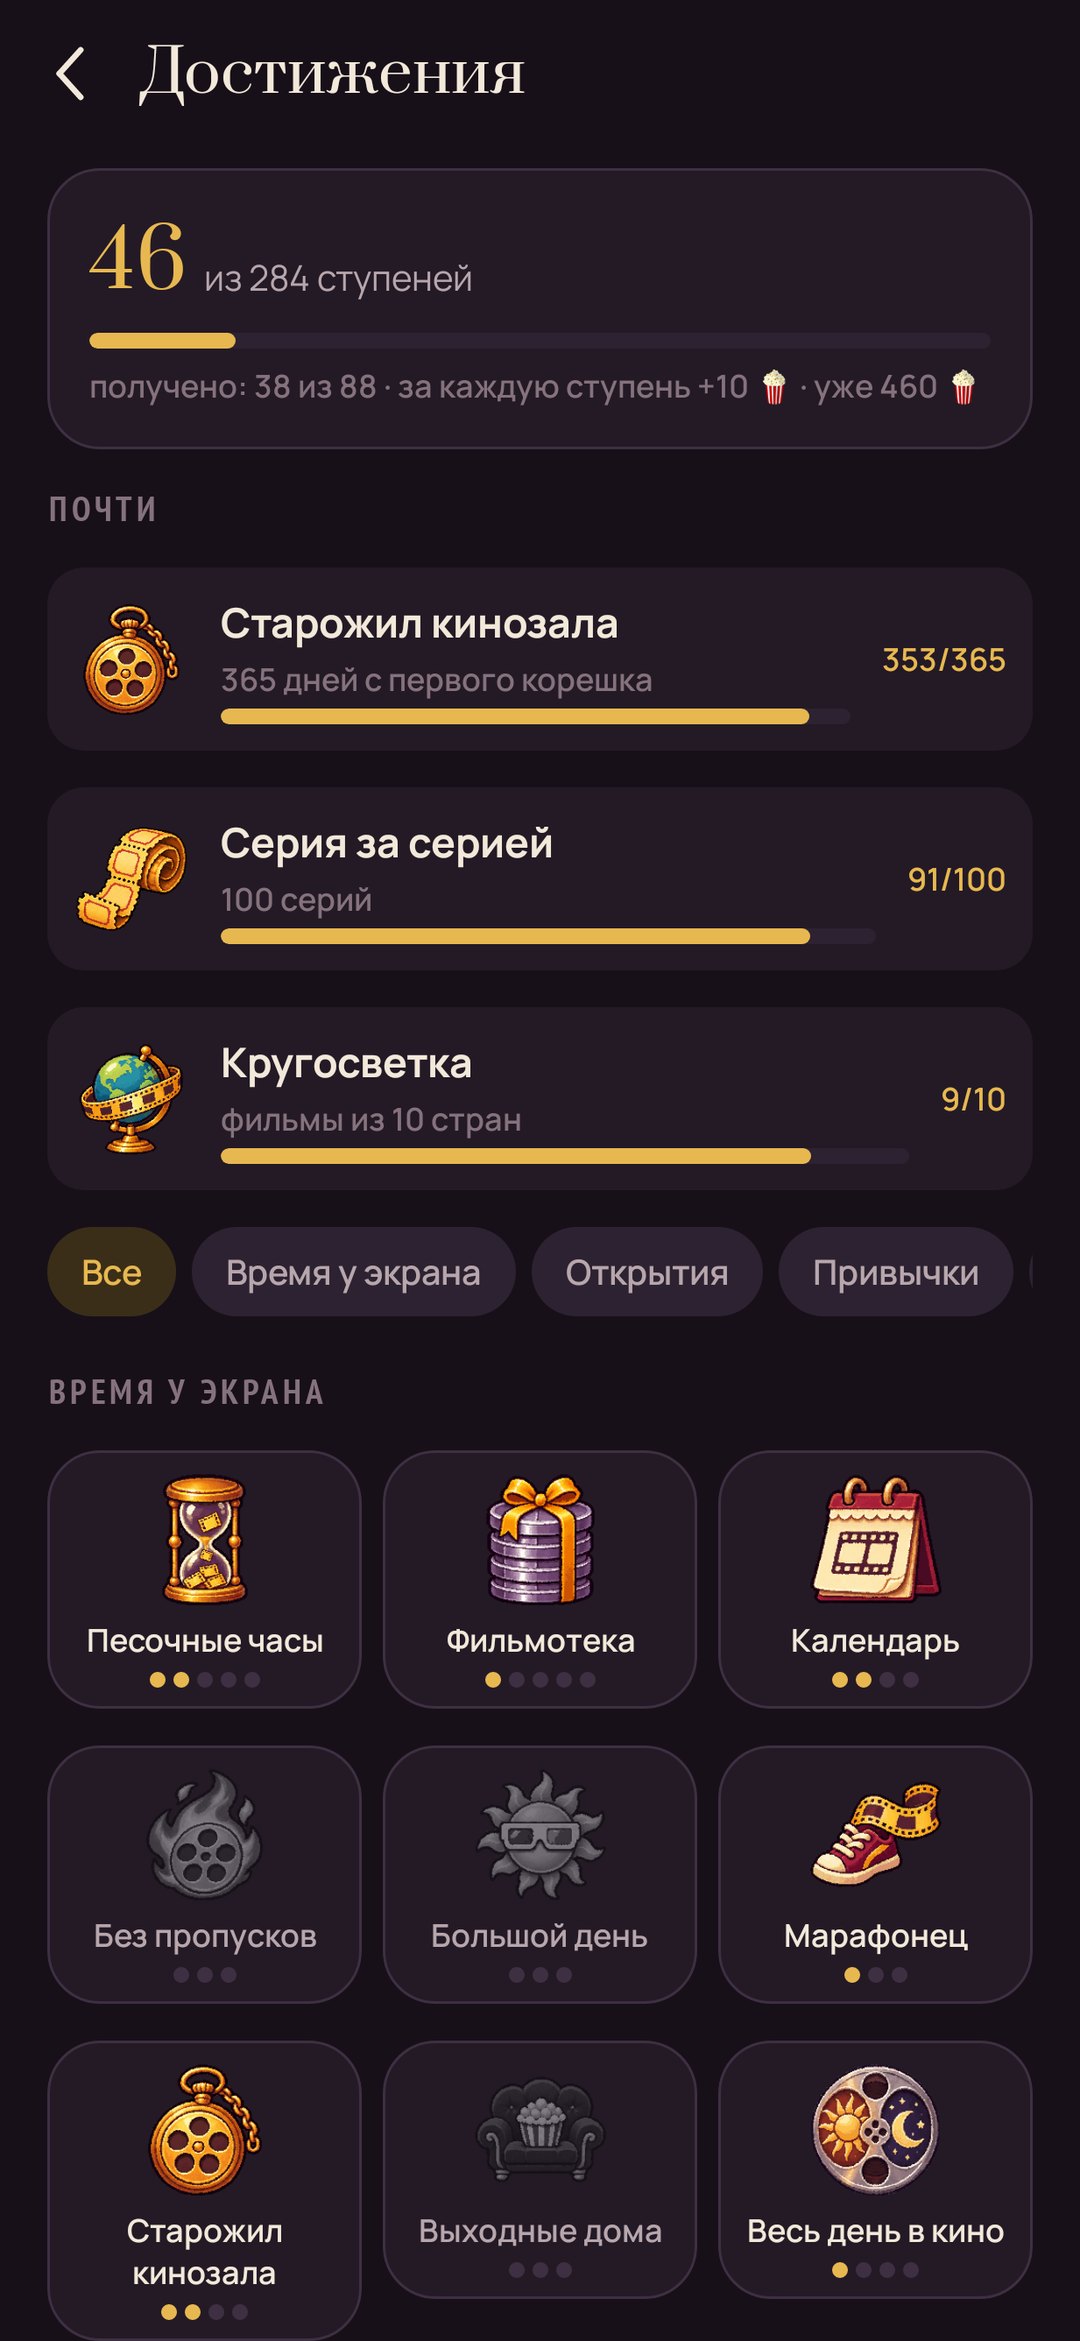 Достижения
46 из 284 ступеней
получено: 38 из 88 · за каждую ступень +10 🍿 · уже 460 🍿
ПОЧТИ
Старожил кинозала
365 дней с первого корешка
353/365
Серия за серией
100 серий
91/100
Кругосветка
фильмы из 10 стран
9/10
Все
Время у экрана
Открытия
Привычки
ВРЕМЯ У ЭКРАНА
Песочные часы
Фильмотека
Календарь
Без пропусков
Большой день
Марафонец
Старожил
кинозала
Выходные дома
Весь день в кино